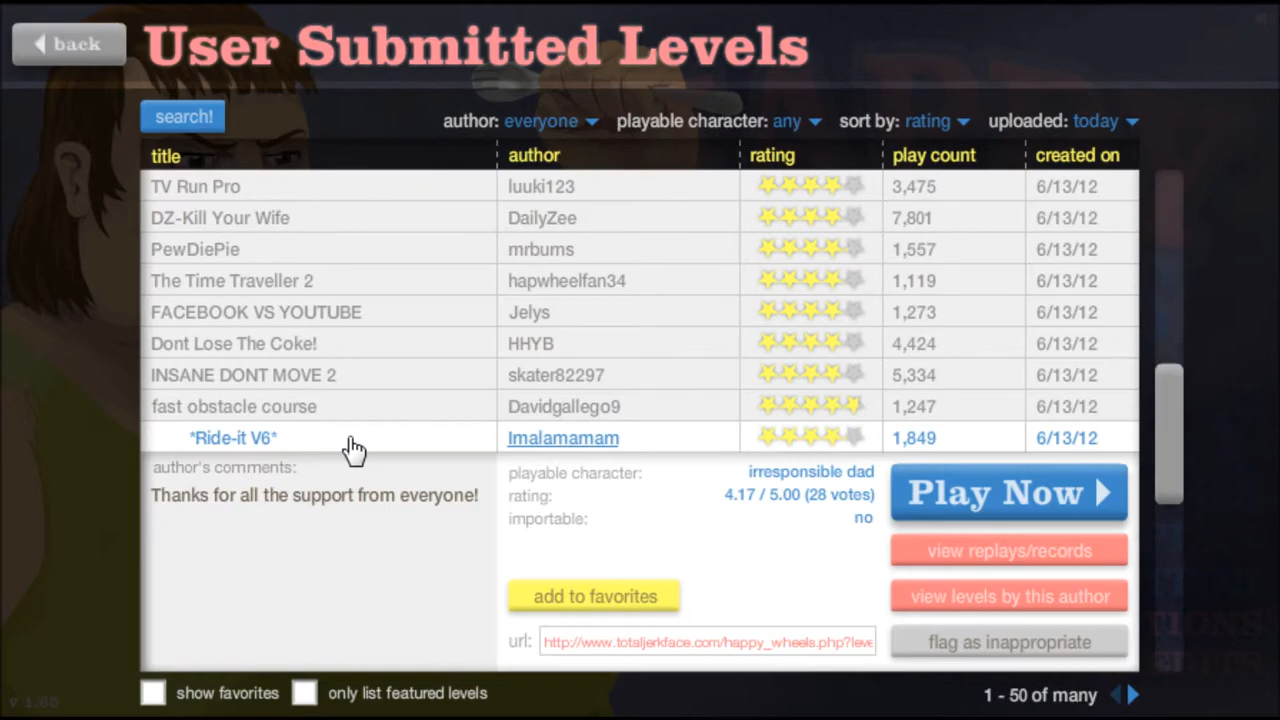 back
User Submitted Levels
search!
author: everyone playable character: any sort by: rating uploaded: today
title author rating play count created on
TV Run Pro luuki123 3,475 6/13/12
DZ-Kill Your Wife DailyZee 7,801 6/13/12
PewDiePie mrbums 1,557 6/13/12
The Time Traveller 2 hapwheelfan34 1,119 6/13/12
FACEBOOK VS YOUTUBE Jelys 1,273 6/13/12
Dont Lose The Coke! HHYB 4,424 6/13/12
INSANE DONT MOVE 2 skater82297 5,334 6/13/12
fast obstacle course Davidgallego9 1,247 6/13/12
*Ride-it V6* Imalamamam 1,849 6/13/12
author's comments:
Thanks for all the support from everyone!
playable character: irresponsible dad
rating: 4.17 / 5.00 (28 votes)
importable: no
Play Now
view replays/records
add to favorites
view levels by this author
url: http://www.totaljerkface.com/happy_wheels.php?leve
flag as inappropriate
show favorites only list featured levels
1 - 50 of many